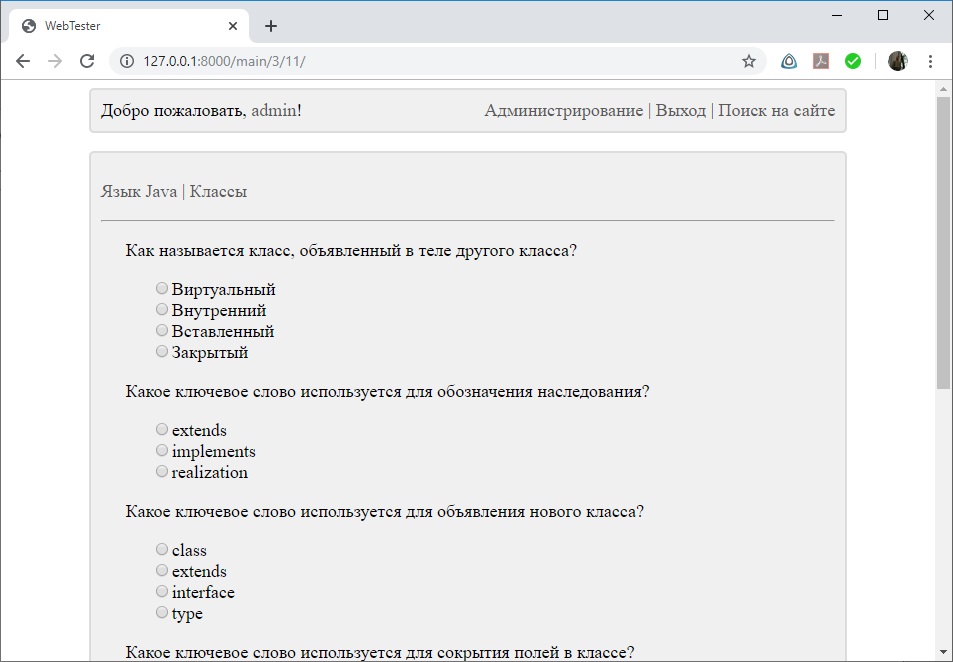 WebTester
127.0.0.1:8000/main/3/11/
Добро пожаловать, admin!
Администрирование | Выход | Поиск на сайте
Язык Java | Классы
Как называется класс, объявленный в теле другого класса?
Виртуальный
Внутренний
Вставленный
Закрытый
Какое ключевое слово используется для обозначения наследования?
extends
implements
realization
Какое ключевое слово используется для объявления нового класса?
class
extends
interface
type
Какое ключевое слово используется для сокрытия полей в классе?